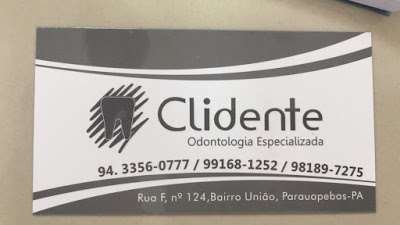 Clidente
Odontologia Especializada
94. 3356-0777 / 99168-1252 / 98189-7275
Rua F, nº 124,Bairro União, Parauapebas-PA